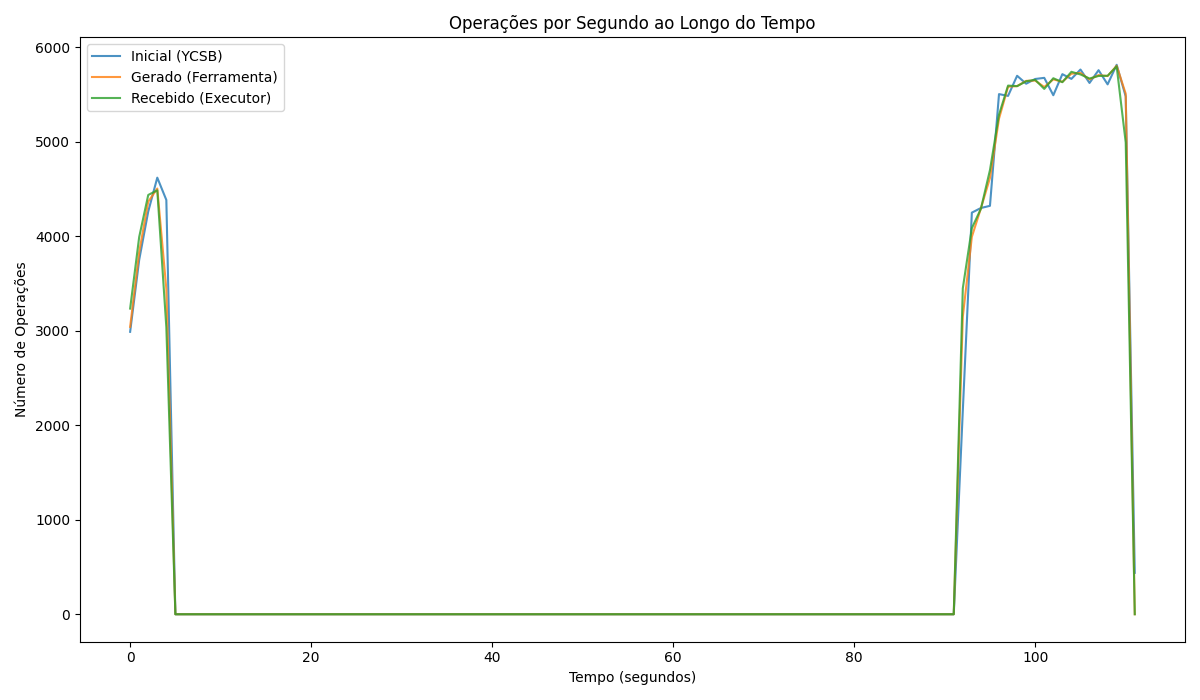 Operações por Segundo ao Longo do Tempo
Inicial (YCSB)
Gerado (Ferramenta)
Recebido (Executor)
Número de Operações
6000
5000
4000
3000
2000
1000
0
0 20 40 60 80 100
Tempo (segundos)